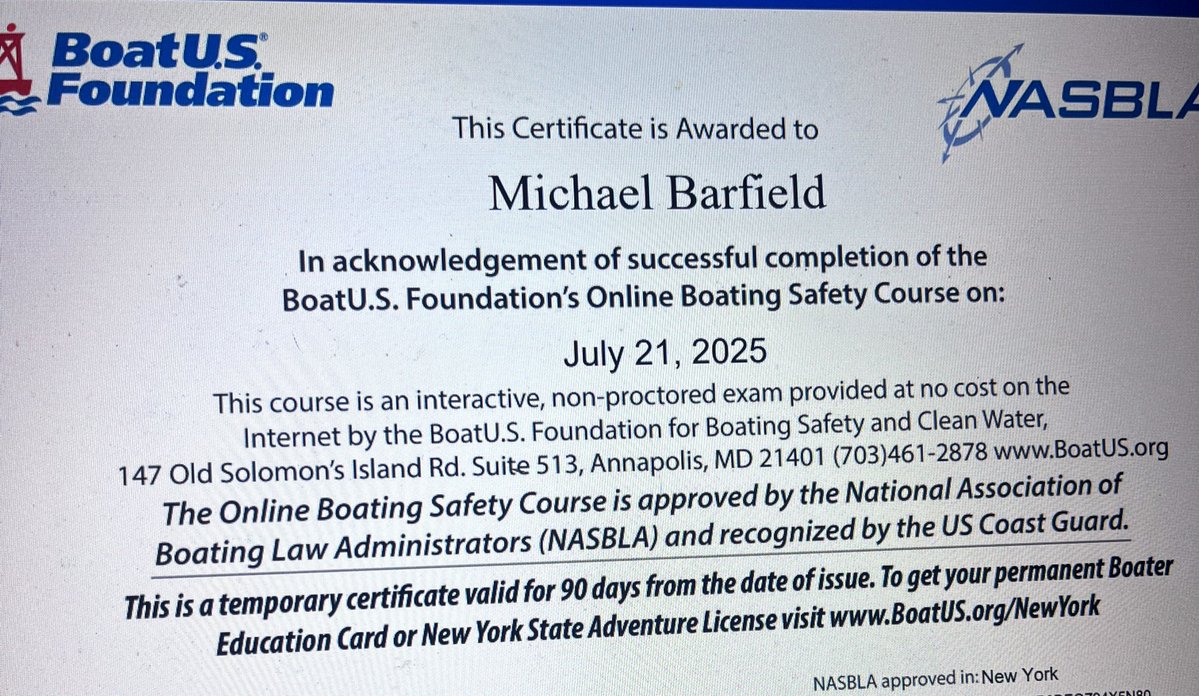 BoatU.S.®
Foundation
NASBLA
This Certificate is Awarded to
Michael Barfield
In acknowledgement of successful completion of the
BoatU.S. Foundation's Online Boating Safety Course on:
July 21, 2025
This course is an interactive, non-proctored exam provided at no cost on the
Internet by the BoatU.S. Foundation for Boating Safety and Clean Water,
147 Old Solomon's Island Rd. Suite 513, Annapolis, MD 21401 (703)461-2878 www.BoatUS.org
The Online Boating Safety Course is approved by the National Association of
Boating Law Administrators (NASBLA) and recognized by the US Coast Guard.
This is a temporary certificate valid for 90 days from the date of issue. To get your permanent Boater
Education Card or New York State Adventure License visit www.BoatUS.org/NewYork
NASBLA approved in: New York